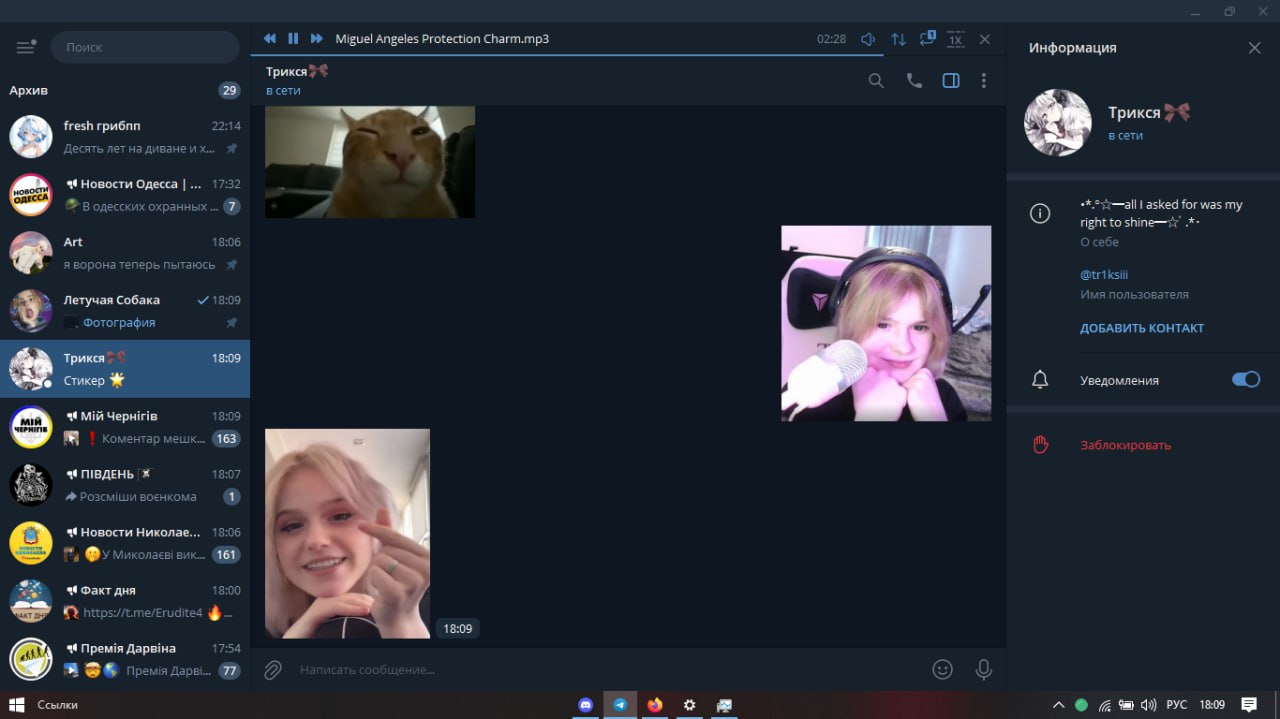 Поиск
Архив
29
fresh грибпп
22:14
Десять лет на диване и х...
Новости Одесса | ...
17:32
В одесских охранных ...
7
Art
18:06
я ворона теперь пытаюсь
Летучая Собака
18:09
Фотография
Трикся
18:09
Стикер
Мій Чернігів
18:09
Коментар мешк...
163
ПІВДЕНЬ
18:07
Розсміши воєнкома
1
Новости Николае...
18:06
У Миколаєві вик...
161
Факт дня
18:00
https://t.me/Erudite4
...
Премія Дарвіна
17:54
Премія Дарві...
77
НОВОСТИ
ОДЕССА
МІЙ
ЧЕРНІГІВ
Miguel Angeles Protection Charm.mp3
02:28
1
1X
Трикся
в сети
18:09
Написать сообщение...
Информация
Трикся
в сети
•*.°☆━all I asked for was my
right to shine━☆ﾟ.*･
О себе
@tr1ksiii
Имя пользователя
ДОБАВИТЬ КОНТАКТ
Уведомления
Заблокировать
Ссылки
РУС
18:09